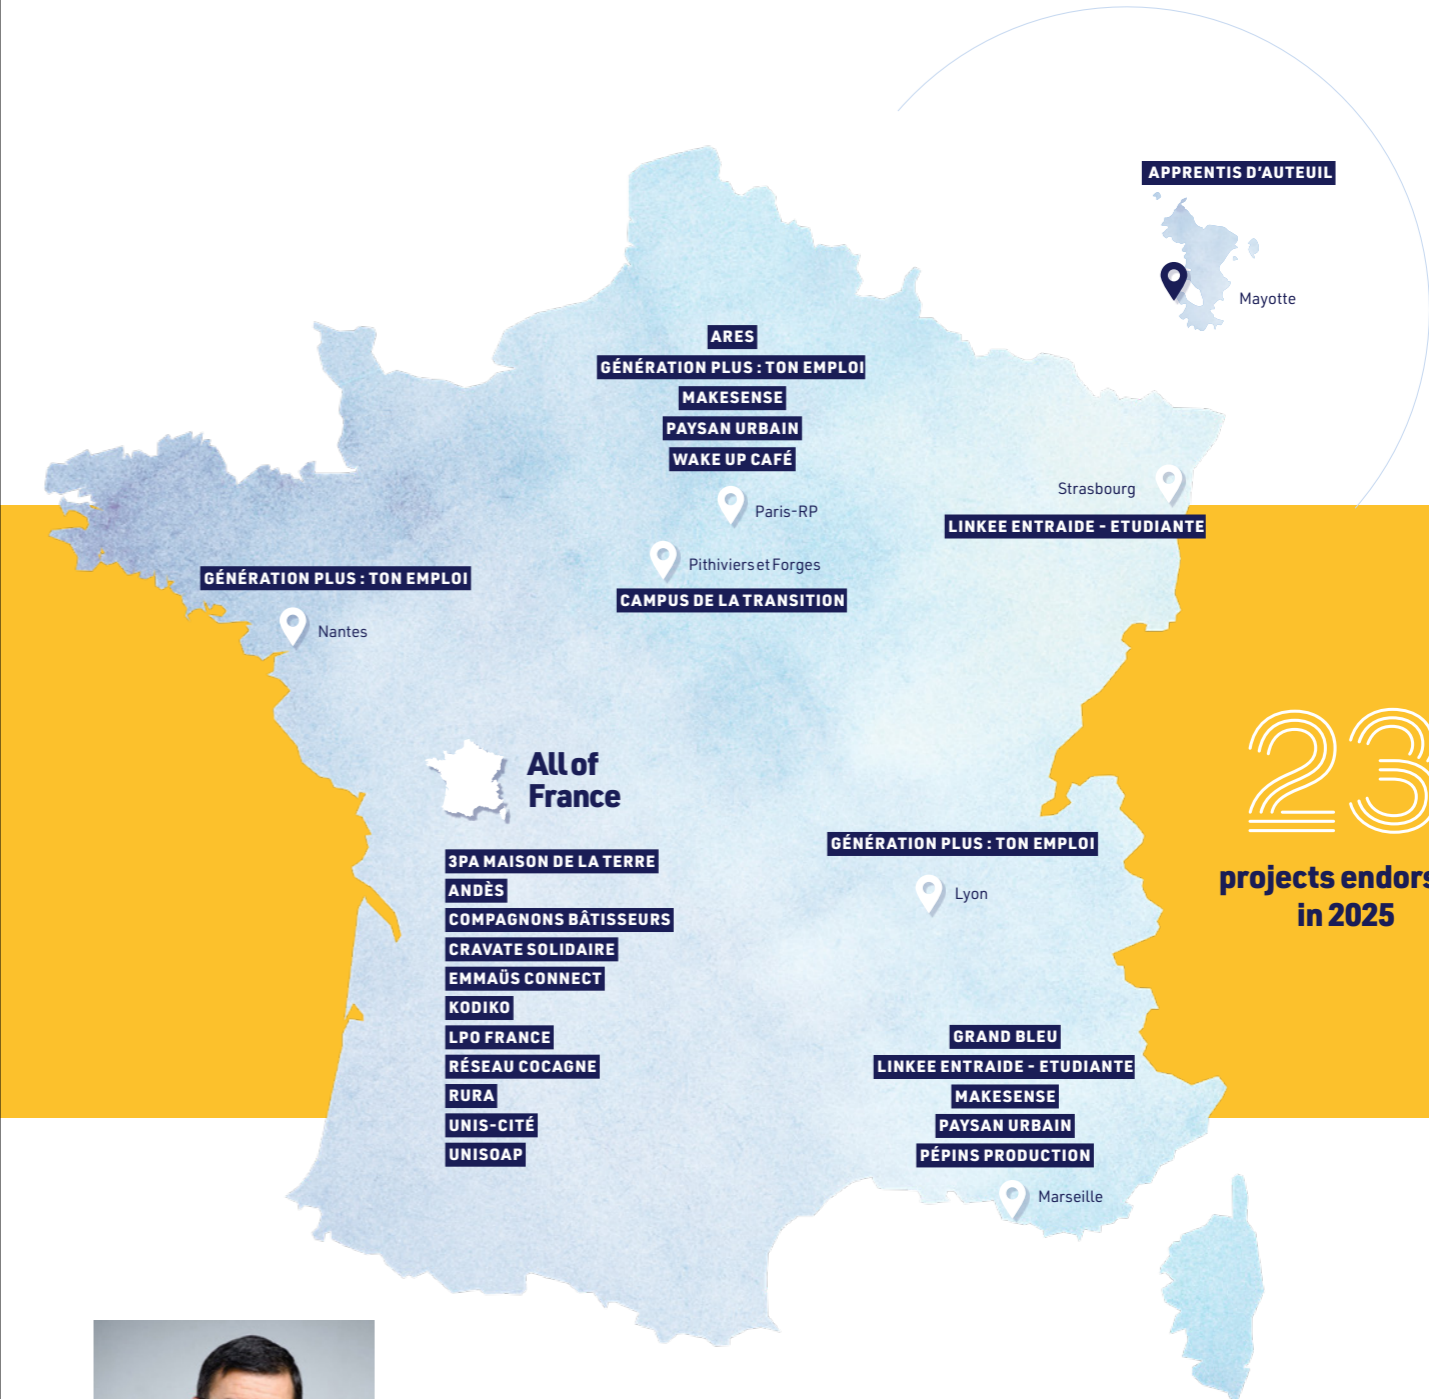 APPRENTIS D'AUTEUIL
Mayotte
ARES
GÉNÉRATION PLUS : TON EMPLOI
MAKESENSE
PAYSAN URBAIN
WAKE UP CAFÉ
Paris-RP
Strasbourg
LINKEE ENTRAIDE - ETUDIANTE
Pithiviers et Forges
CAMPUS DE LA TRANSITION
GÉNÉRATION PLUS : TON EMPLOI
Nantes
All of
France
3PA MAISON DE LA TERRE
ANDÈS
COMPAGNONS BÂTISSEURS
CRAVATE SOLIDAIRE
EMMAÜS CONNECT
KODIKO
LPO FRANCE
RÉSEAU COCAGNE
RURA
UNIS-CITÉ
UNISOAP
GÉNÉRATION PLUS : TON EMPLOI
Lyon
GRAND BLEU
LINKEE ENTRAIDE - ETUDIANTE
MAKESENSE
PAYSAN URBAIN
PÉPINS PRODUCTION
Marseille
23
projects
in 2025